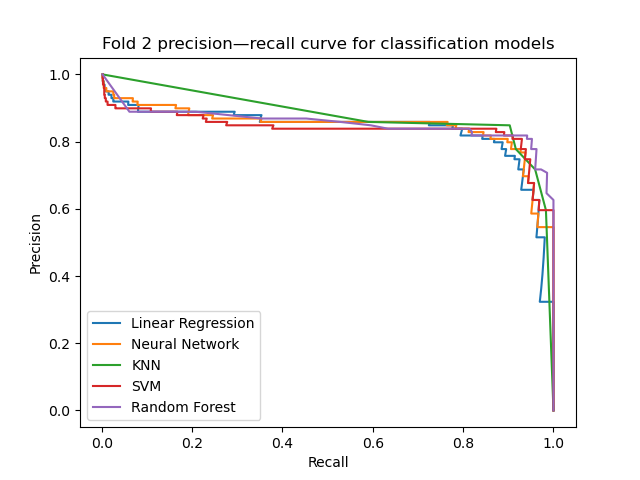 Fold 2 precision—recall curve for classification models
1.0
0.8
0.6
0.4
0.2
0.0
Precision
Linear Regression
Neural Network
KNN
SVM
Random Forest
0.0 0.2 0.4 0.6 0.8 1.0
Recall